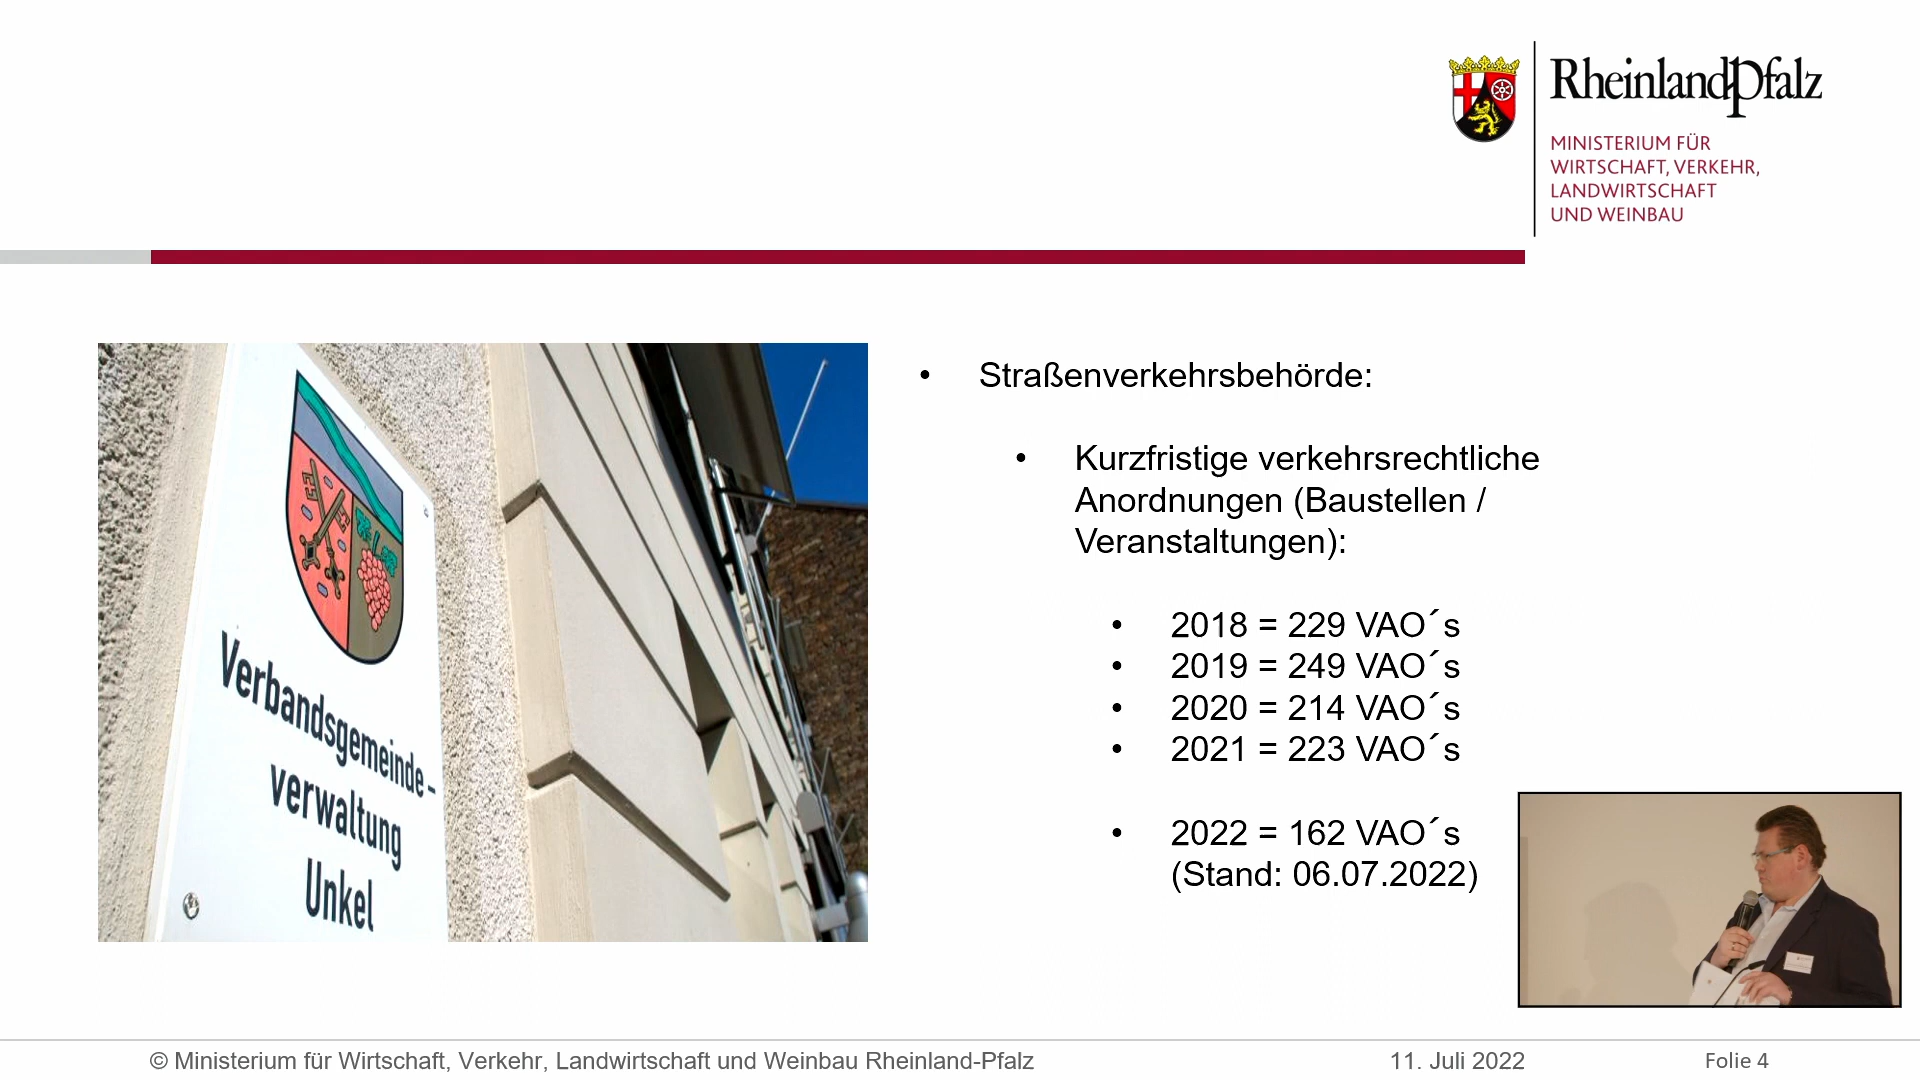 RheinlandPfalz
MINISTERIUM FÜR
WIRTSCHAFT, VERKEHR,
LANDWIRTSCHAFT
UND WEINBAU
Verbandsgemeinde-
verwaltung
Unkel
• Straßenverkehrsbehörde:
• Kurzfristige verkehrsrechtliche
Anordnungen (Baustellen /
Veranstaltungen):
• 2018 = 229 VAO´s
• 2019 = 249 VAO´s
• 2020 = 214 VAO´s
• 2021 = 223 VAO´s
• 2022 = 162 VAO´s
(Stand: 06.07.2022)
© Ministerium für Wirtschaft, Verkehr, Landwirtschaft und Weinbau Rheinland-Pfalz
11. Juli 2022
Folie 4